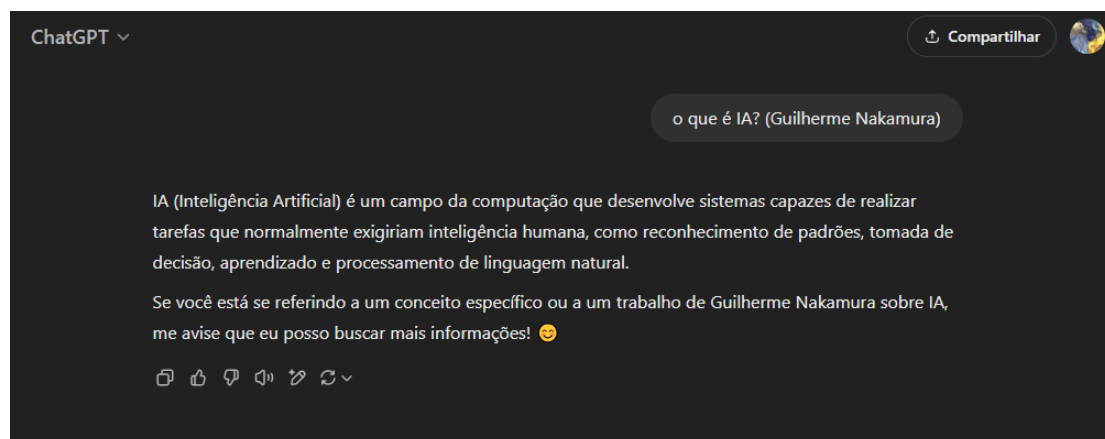 ChatGPT
Compartilhar
o que é IA? (Guilherme Nakamura)
IA (Inteligência Artificial) é um campo da computação que desenvolve sistemas capazes de realizar
tarefas que normalmente exigiriam inteligência humana, como reconhecimento de padrões, tomada de
decisão, aprendizado e processamento de linguagem natural.
Se você está se referindo a um conceito específico ou a um trabalho de Guilherme Nakamura sobre IA,
me avise que eu posso buscar mais informações! 😊